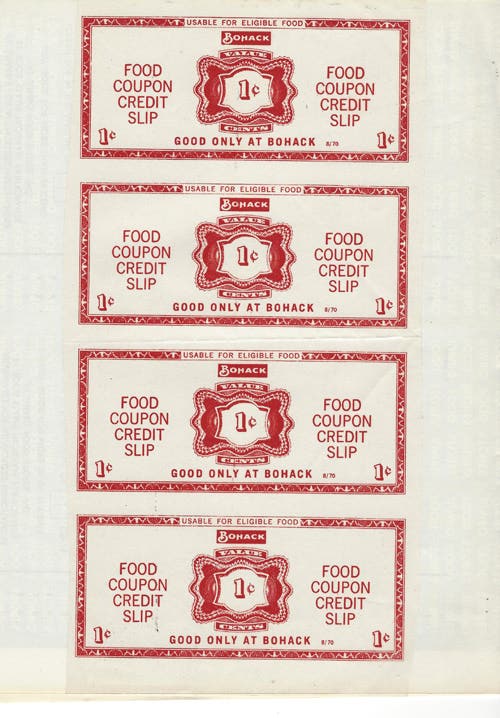 USABLE FOR ELIGIBLE FOOD
BOHACK
VALUE
FOOD COUPON CREDIT SLIP
1¢
FOOD COUPON CREDIT SLIP
CENTS
1¢
GOOD ONLY AT BOHACK 8/70
1¢
USABLE FOR ELIGIBLE FOOD
BOHACK
VALUE
FOOD COUPON CREDIT SLIP
1¢
FOOD COUPON CREDIT SLIP
CENTS
1¢
GOOD ONLY AT BOHACK 8/70
1¢
USABLE FOR ELIGIBLE FOOD
BOHACK
VALUE
FOOD COUPON CREDIT SLIP
1¢
FOOD COUPON CREDIT SLIP
CENTS
1¢
GOOD ONLY AT BOHACK 8/70
1¢
USABLE FOR ELIGIBLE FOOD
BOHACK
VALUE
FOOD COUPON CREDIT SLIP
1¢
FOOD COUPON CREDIT SLIP
CENTS
1¢
GOOD ONLY AT BOHACK 8/70
1¢